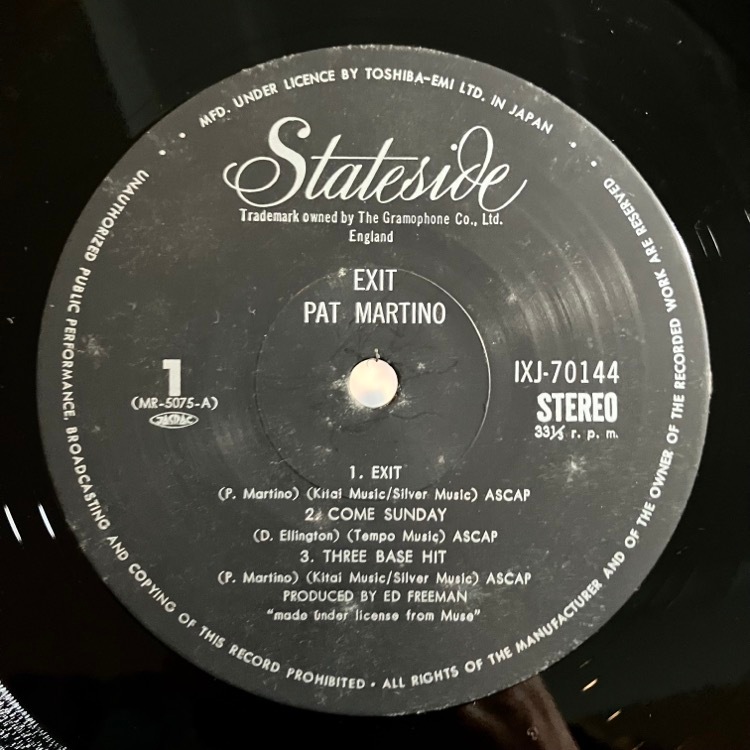 MFD. UNDER LICENCE BY TOSHIBA-EMI LTD. IN JAPAN
Stateside
Trademark owned by The Gramophone Co., Ltd.
England
EXIT
PAT MARTINO
1
(MR-5075-A)
JASRAC
IXJ-70144
STEREO
33⅓ r. p. m.
1. EXIT
(P. Martino) (Kitai Music/Silver Music) ASCAP
2. COME SUNDAY
(D. Ellington) (Tempo Music) ASCAP
3. THREE BASE HIT
(P. Martino) (Kitai Music/Silver Music) ASCAP
PRODUCED BY ED FREEMAN
"made under license from Muse"
UNAUTHORIZED PUBLIC PERFORMANCE, BROADCASTING AND COPYING OF THIS RECORD PROHIBITED • ALL RIGHTS OF THE MANUFACTURER AND OF THE OWNER OF THE RECORDED WORK ARE RESERVED